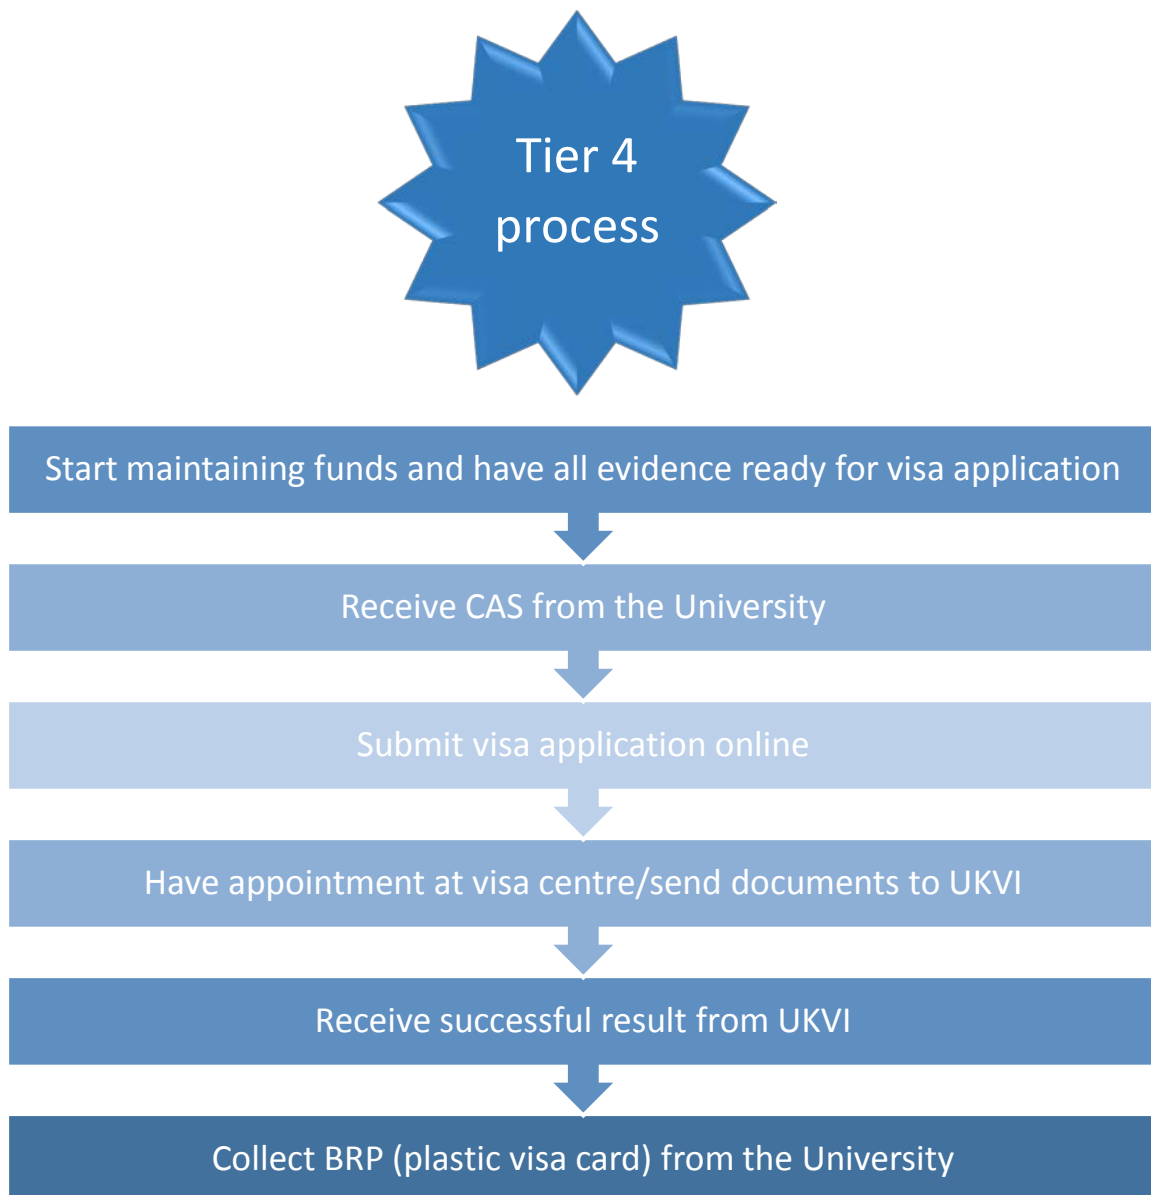 Tier 4
process
Start maintaining funds and have all evidence ready for visa application
Receive CAS from the University
Submit visa application online
Have appointment at visa centre/send documents to UKVI
Receive successful result from UKVI
Collect BRP (plastic visa card) from the University